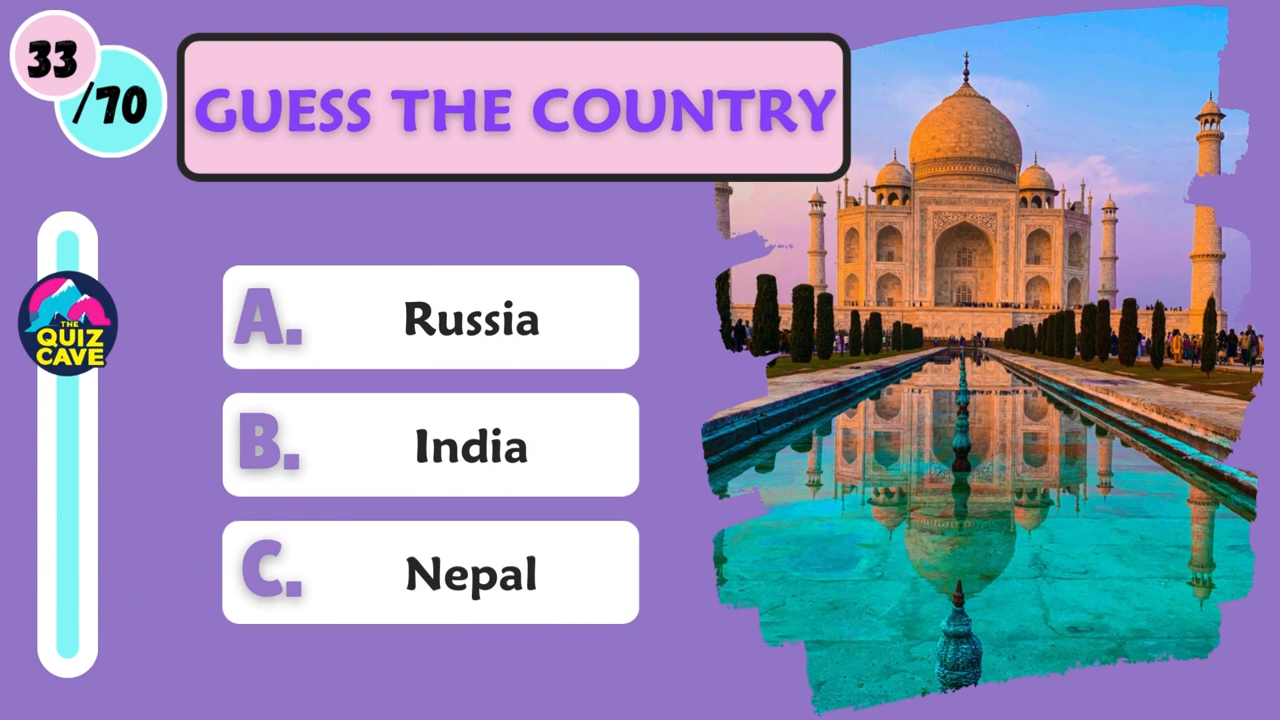 33
/70
GUESS THE COUNTRY
THE
QUIZ
CAVE
A. Russia
B. India
C. Nepal